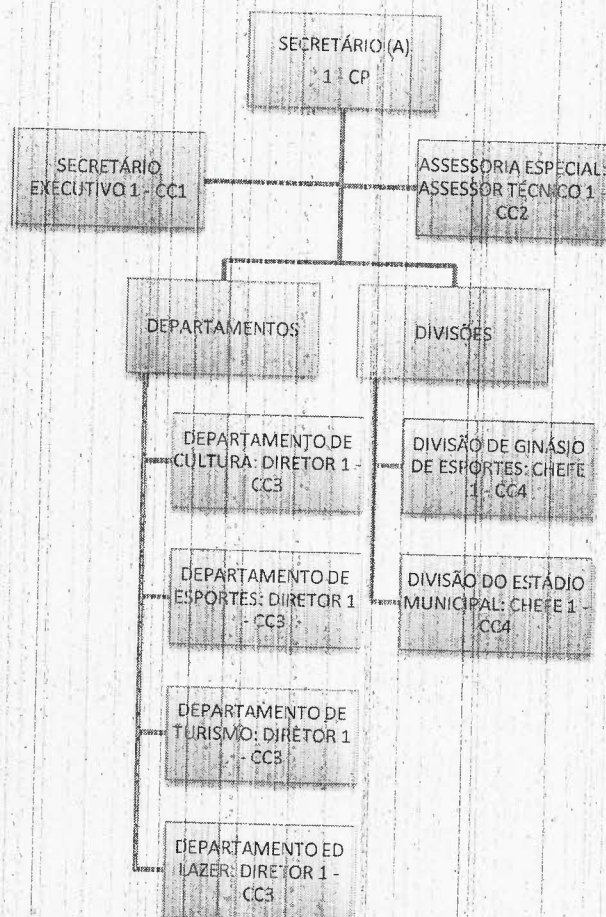 SECRETÁRIO (A)
1 - CP
SECRETÁRIO
EXECUTIVO 1 - CC1
ASSESSORIA ESPECIAL:
ASSESSOR TÉCNICO 1 -
CC2
DEPARTAMENTOS
DIVISÕES
DEPARTAMENTO DE
CULTURA: DIRETOR 1 -
CC3
DIVISÃO DE GINÁSIO
DE ESPORTES: CHEFE
1 - CC4
DEPARTAMENTO DE
ESPORTES: DIRETOR 1
- CC3
DIVISÃO DO ESTÁDIO
MUNICIPAL: CHEFE 1 -
CC4
DEPARTAMENTO DE
TURISMO: DIRETOR 1
- CC3
DEPARTAMENTO ED
LAZER: DIRETOR 1 -
CC3